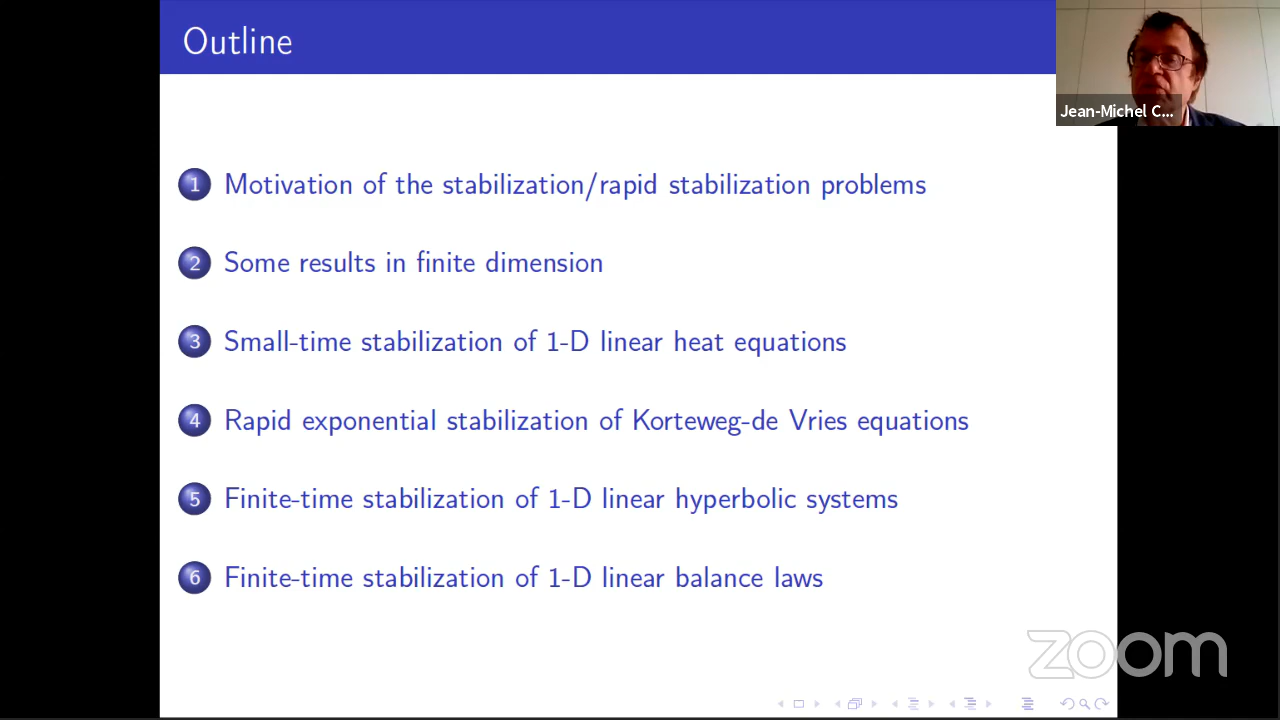 Outline
Jean-Michel C...
1 Motivation of the stabilization/rapid stabilization problems
2 Some results in finite dimension
3 Small-time stabilization of 1-D linear heat equations
4 Rapid exponential stabilization of Korteweg-de Vries equations
5 Finite-time stabilization of 1-D linear hyperbolic systems
6 Finite-time stabilization of 1-D linear balance laws
zoom